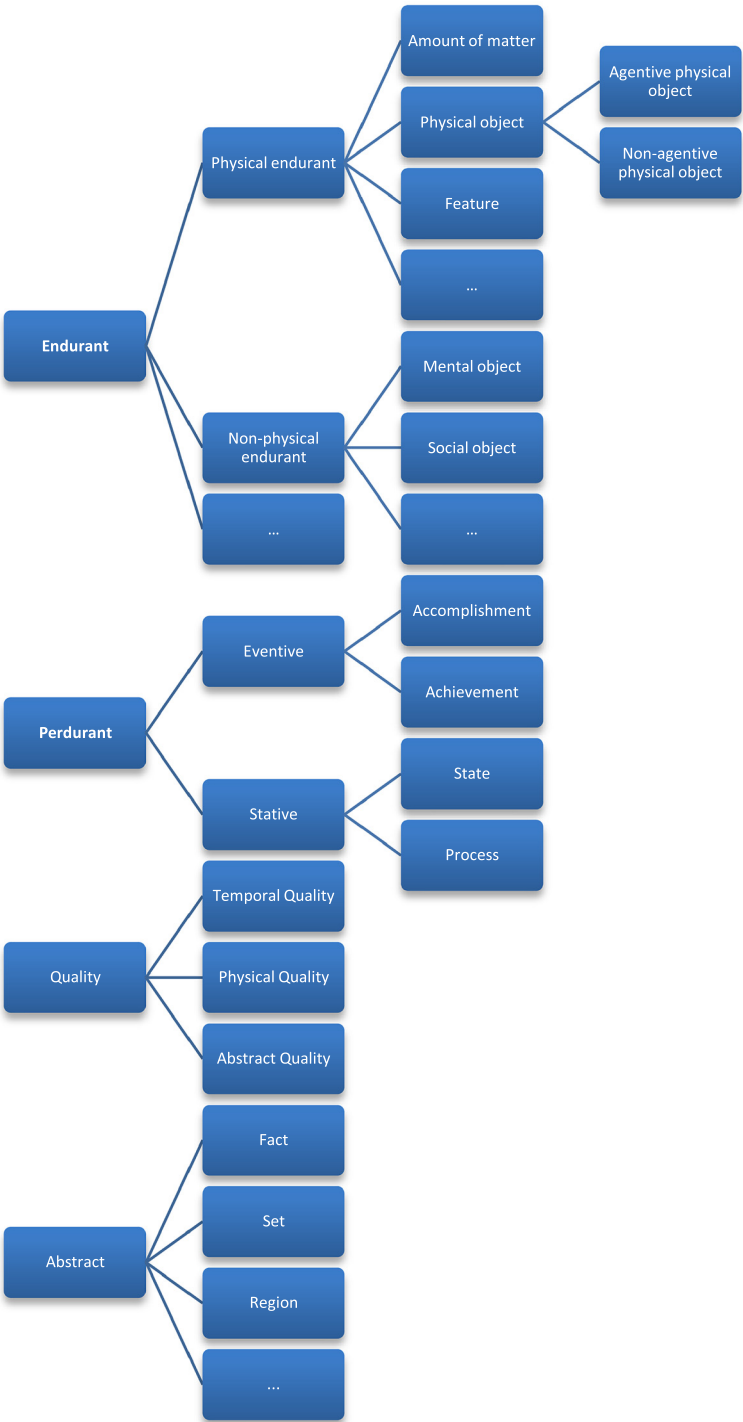 Amount of matter
Agentive physical
object
Physical object
Physical endurant
Non-agentive
physical object
Feature
...
Endurant
Mental object
Non-physical
endurant
Social object
...
...
Accomplishment
Eventive
Achievement
Perdurant
State
Stative
Process
Temporal Quality
Quality
Physical Quality
Abstract Quality
Fact
Set
Abstract
Region
...